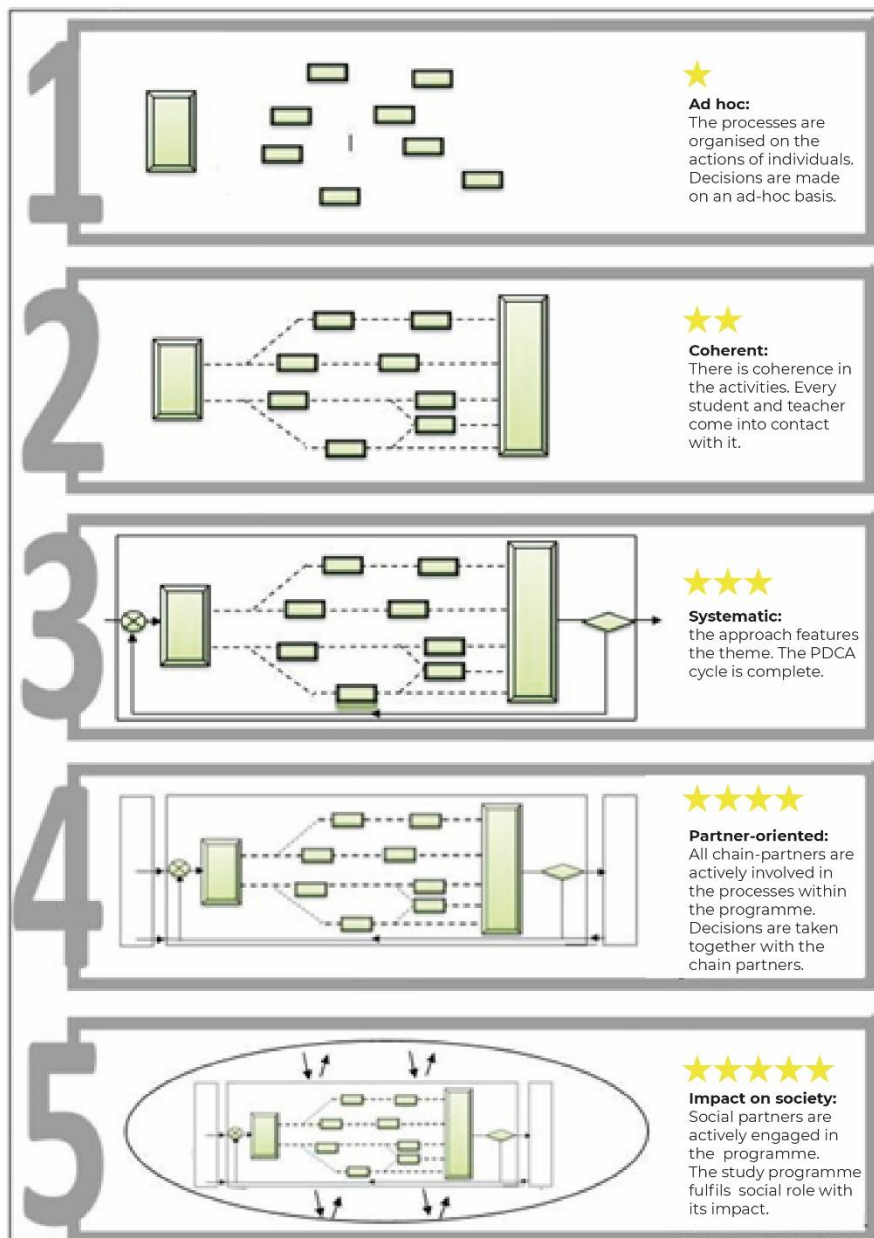 1
Ad hoc:
The processes are
organised on the
actions of individuals.
Decisions are made
on an ad-hoc basis.
2
Coherent:
There is coherence in
the activities. Every
student and teacher
come into contact
with it.
3
Systematic:
the approach features
the theme. The PDCA
cycle is complete.
4
Partner-oriented:
All chain-partners are
actively involved in
the processes within
the programme.
Decisions are taken
together with the
chain partners.
5
Impact on society:
Social partners are
actively engaged in
the programme.
The study programme
fulfils social role with
its impact.